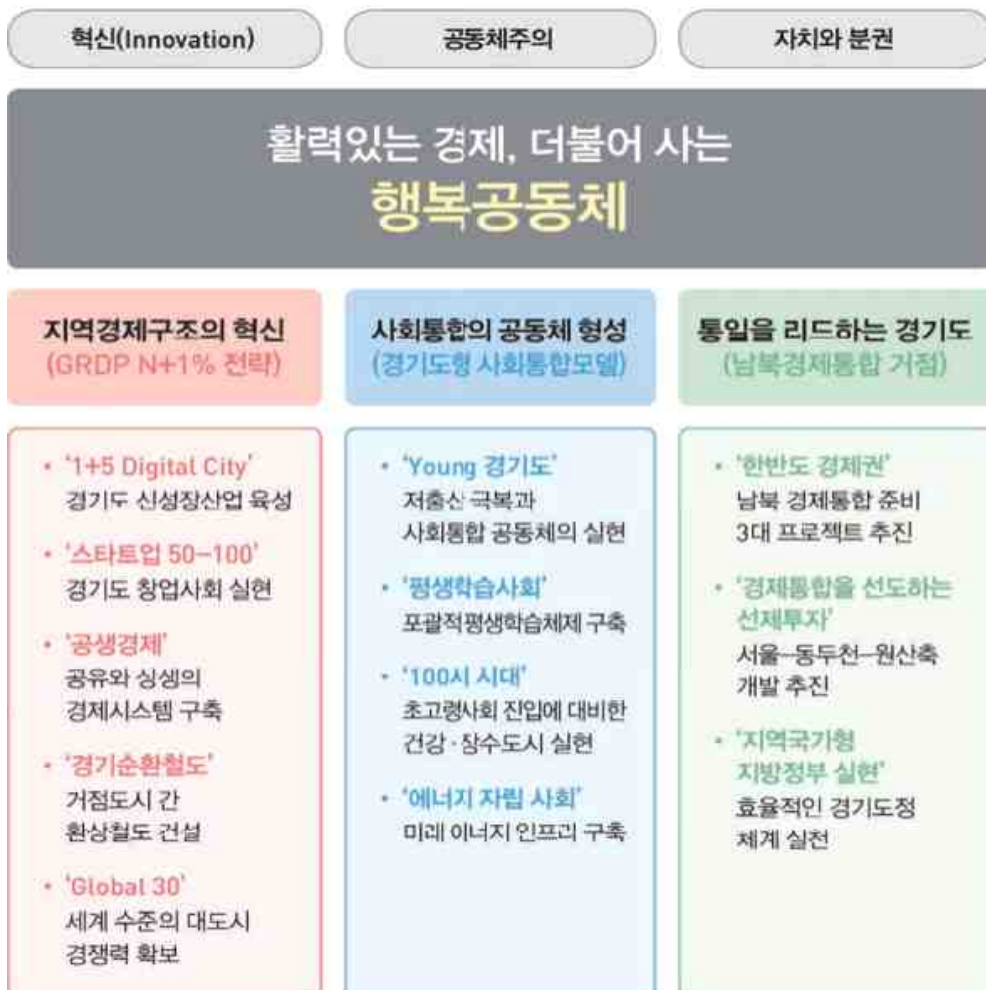 혁신(Innovation)
공동체주의
자치와 분권
활력있는 경제, 더불어 사는
행복공동체
지역경제구조의 혁신
(GRDP N+1% 전략)
사회통합의 공동체 형성
(경기도형 사회통합모델)
통일을 리드하는 경기도
(남북경제통합 거점)
• '1+5 Digital City'
경기도 신성장산업 육성
• '스타트업 50-100'
경기도 창업사회 실현
• '공생경제'
공유와 상생의
경제시스템 구축
• '경기순환철도'
거점도시 간
환상철도 건설
• 'Global 30'
세계 수준의 대도시
경쟁력 확보
• 'Young 경기도'
저출산 극복과
사회통합 공동체의 실현
• '평생학습사회'
포괄적평생학습체제 구축
• '100시 시대'
초고령사회 진입에 대비한
건강·장수도시 실현
• '에너지 자립 사회'
미래 에너지 인프라 구축
• '한반도 경제권'
남북 경제통합 준비
3대 프로젝트 추진
• '경제통합을 선도하는
선제투자'
서울-동두천-원산축
개발 추진
• '지역국가형
지방정부 실현'
효율적인 경기도정
체계 실천